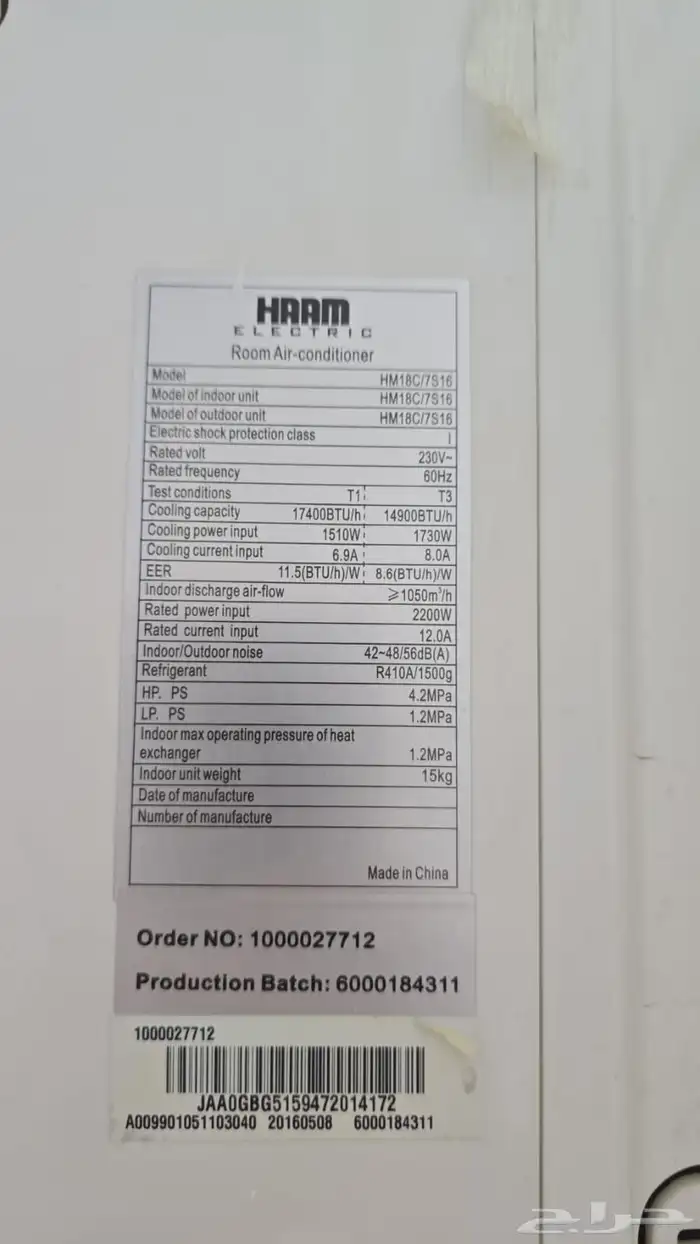 HAAM
ELECTRIC
Room Air-conditioner
Model HM18C/7S16
Model of indoor unit HM18C/7S16
Model of outdoor unit HM18C/7S16
Electric shock protection class I
Rated volt 230V~
Rated frequency 60Hz
Test conditions T1 T3
Cooling capacity 17400BTU/h 14900BTU/h
Cooling power input 1510W 1730W
Cooling current input 6.9A 8.0A
EER 11.5(BTU/h)/W 8.6(BTU/h)/W
Indoor discharge air-flow ⩾1050m³/h
Rated power input 2200W
Rated current input 12.0A
Indoor/Outdoor noise 42~48/56dB(A)
Refrigerant R410A/1500g
HP. PS 4.2MPa
LP. PS 1.2MPa
Indoor max operating pressure of heat
exchanger 1.2MPa
Indoor unit weight 15kg
Date of manufacture
Number of manufacture
Made in China
Order NO: 1000027712
Production Batch: 6000184311
1000027712
JAA0GBG5159472014172
A009901051103040 20160508 6000184311
حراج